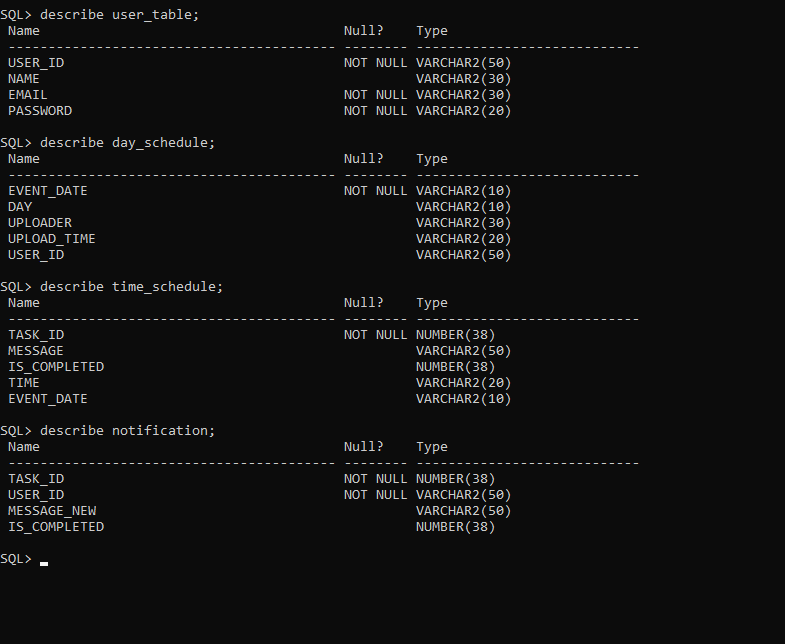 SQL> describe user_table;
 Name                                      Null?    Type
 ----------------------------------------- -------- ----------------------------
 USER_ID                                   NOT NULL VARCHAR2(50)
 NAME                                               VARCHAR2(30)
 EMAIL                                     NOT NULL VARCHAR2(30)
 PASSWORD                                  NOT NULL VARCHAR2(20)

SQL> describe day_schedule;
 Name                                      Null?    Type
 ----------------------------------------- -------- ----------------------------
 EVENT_DATE                                NOT NULL VARCHAR2(10)
 DAY                                                VARCHAR2(10)
 UPLOADER                                           VARCHAR2(30)
 UPLOAD_TIME                                        VARCHAR2(20)
 USER_ID                                            VARCHAR2(50)

SQL> describe time_schedule;
 Name                                      Null?    Type
 ----------------------------------------- -------- ----------------------------
 TASK_ID                                   NOT NULL NUMBER(38)
 MESSAGE                                            VARCHAR2(50)
 IS_COMPLETED                                       NUMBER(38)
 TIME                                               VARCHAR2(20)
 EVENT_DATE                                         VARCHAR2(10)

SQL> describe notification;
 Name                                      Null?    Type
 ----------------------------------------- -------- ----------------------------
 TASK_ID                                   NOT NULL NUMBER(38)
 USER_ID                                   NOT NULL VARCHAR2(50)
 MESSAGE_NEW                                        VARCHAR2(50)
 IS_COMPLETED                                       NUMBER(38)

SQL>